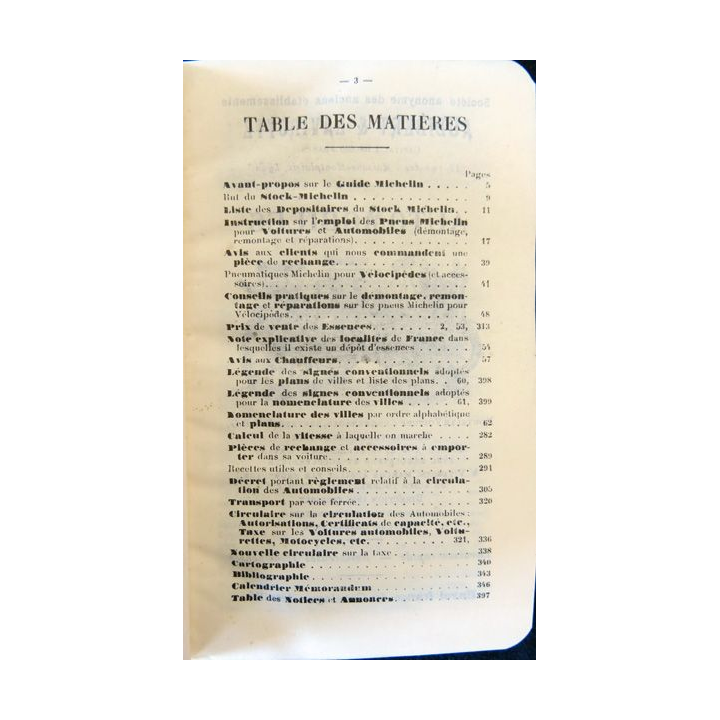 — 3 —
TABLE DES MATIÈRES
Pages
Avant-propos sur le Guide Michelin . . . . . 5
But du Stock-Michelin . . . . . . . . . . . . 9
Liste des Depositaires du Stock Michelin. . 11
Instruction sur l'emploi des Pneus Michelin
pour Voitures et Automobiles (démontage,
remontage et réparations). . . . . . . . . . . 17
Avis aux clients qui nous commandent une
pièce de rechange. . . . . . . . . . . . . . 39
Pneumatiques Michelin pour Vélocipèdes (et acces-
soires). . . . . . . . . . . . . . . . . . . . 41
Conseils pratiques sur le démontage, remon-
tage et réparations sur les pneus Michelin pour
Vélocipèdes. . . . . . . . . . . . . . . . . . 48
Prix de vente des Essences. . . . . . 2, 53, 313
Note explicative des localités de France dans
lesquelles il existe un dépôt d'essences . . . . . 54
Avis aux Chauffeurs. . . . . . . . . . . . . 57
Légende des signes conventionnels adoptés
pour les plans de villes et liste des plans. . 60, 398
Légende des signes conventionnels adoptés
pour la nomenclature des villes . . . . . 61, 399
Nomenclature des villes par ordre alphabétique
et plans. . . . . . . . . . . . . . . . . . . 62
Calcul de la vitesse à laquelle on marche . . . . 282
Pièces de rechange et accessoires à empor-
ter dans sa voiture. . . . . . . . . . . . . . 289
Recettes utiles et conseils. . . . . . . . . . . 291
Décret portant règlement relatif à la circula-
tion des Automobiles . . . . . . . . . . . . 305
Transport par voie ferrée. . . . . . . . . . . 320
Circulaire sur la circulation des Automobiles :
Autorisations, Certificats de capacité, etc.,
Taxe sur les Voitures automobiles, Voitu-
rettes, Motocycles, etc. . . . . . . . . 321, 336
Nouvelle circulaire sur la taxe . . . . . . . . 338
Cartographie . . . . . . . . . . . . . . . . 340
Bibliographie . . . . . . . . . . . . . . . . 343
Calendrier Mémorandum . . . . . . . . . . 346
Table des Notices et Annonces. . . . . . . . 397